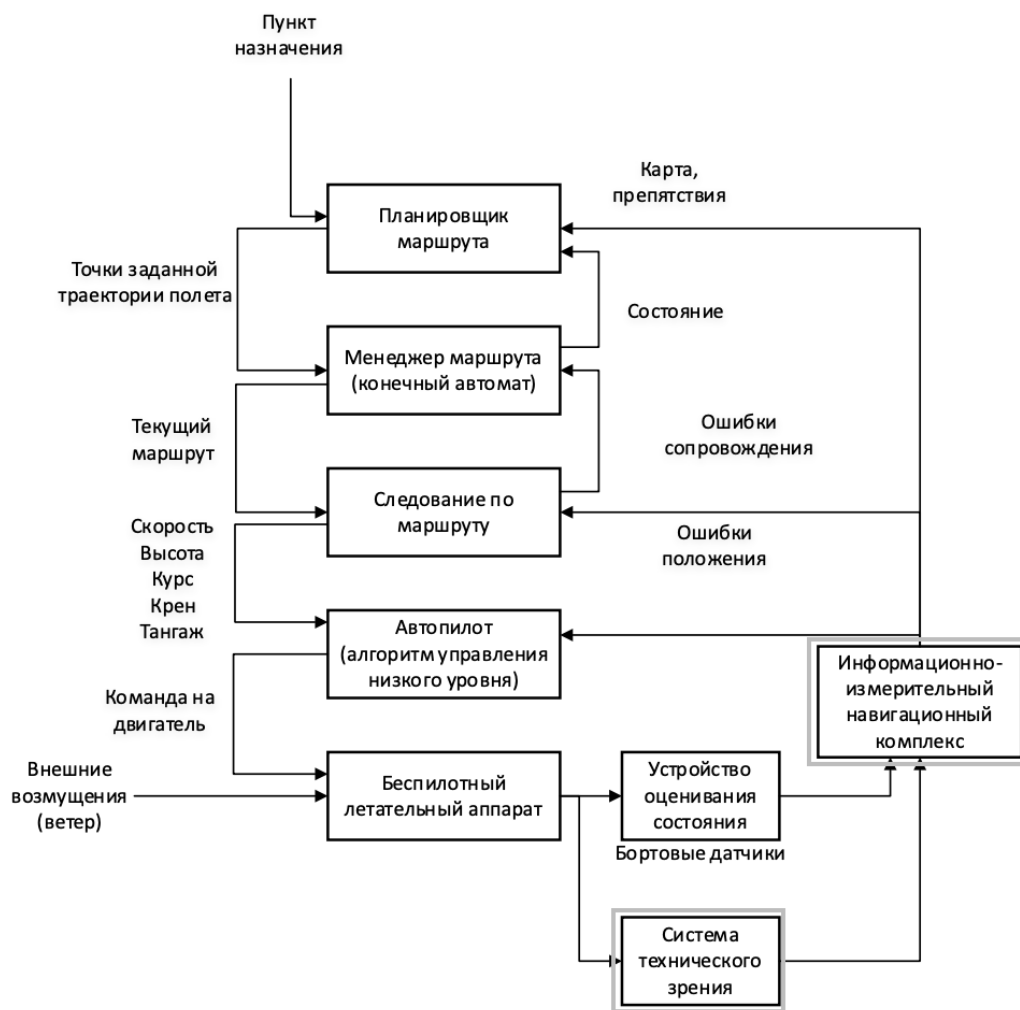 Пункт
назначения
Карта,
препятствия
Планировщик
маршрута
Точки заданной
траектории полета
Состояние
Менеджер маршрута
(конечный автомат)
Текущий
маршрут
Ошибки
сопровождения
Следование по
маршруту
Скорость
Высота
Курс
Крен
Тангаж
Ошибки
положения
Автопилот
(алгоритм управления
низкого уровня)
Информационно-
измерительный
навигационный
комплекс
Команда на
двигатель
Внешние
возмущения
(ветер)
Беспилотный
летательный аппарат
Устройство
оценивания
состояния
Бортовые датчики
Система
технического
зрения